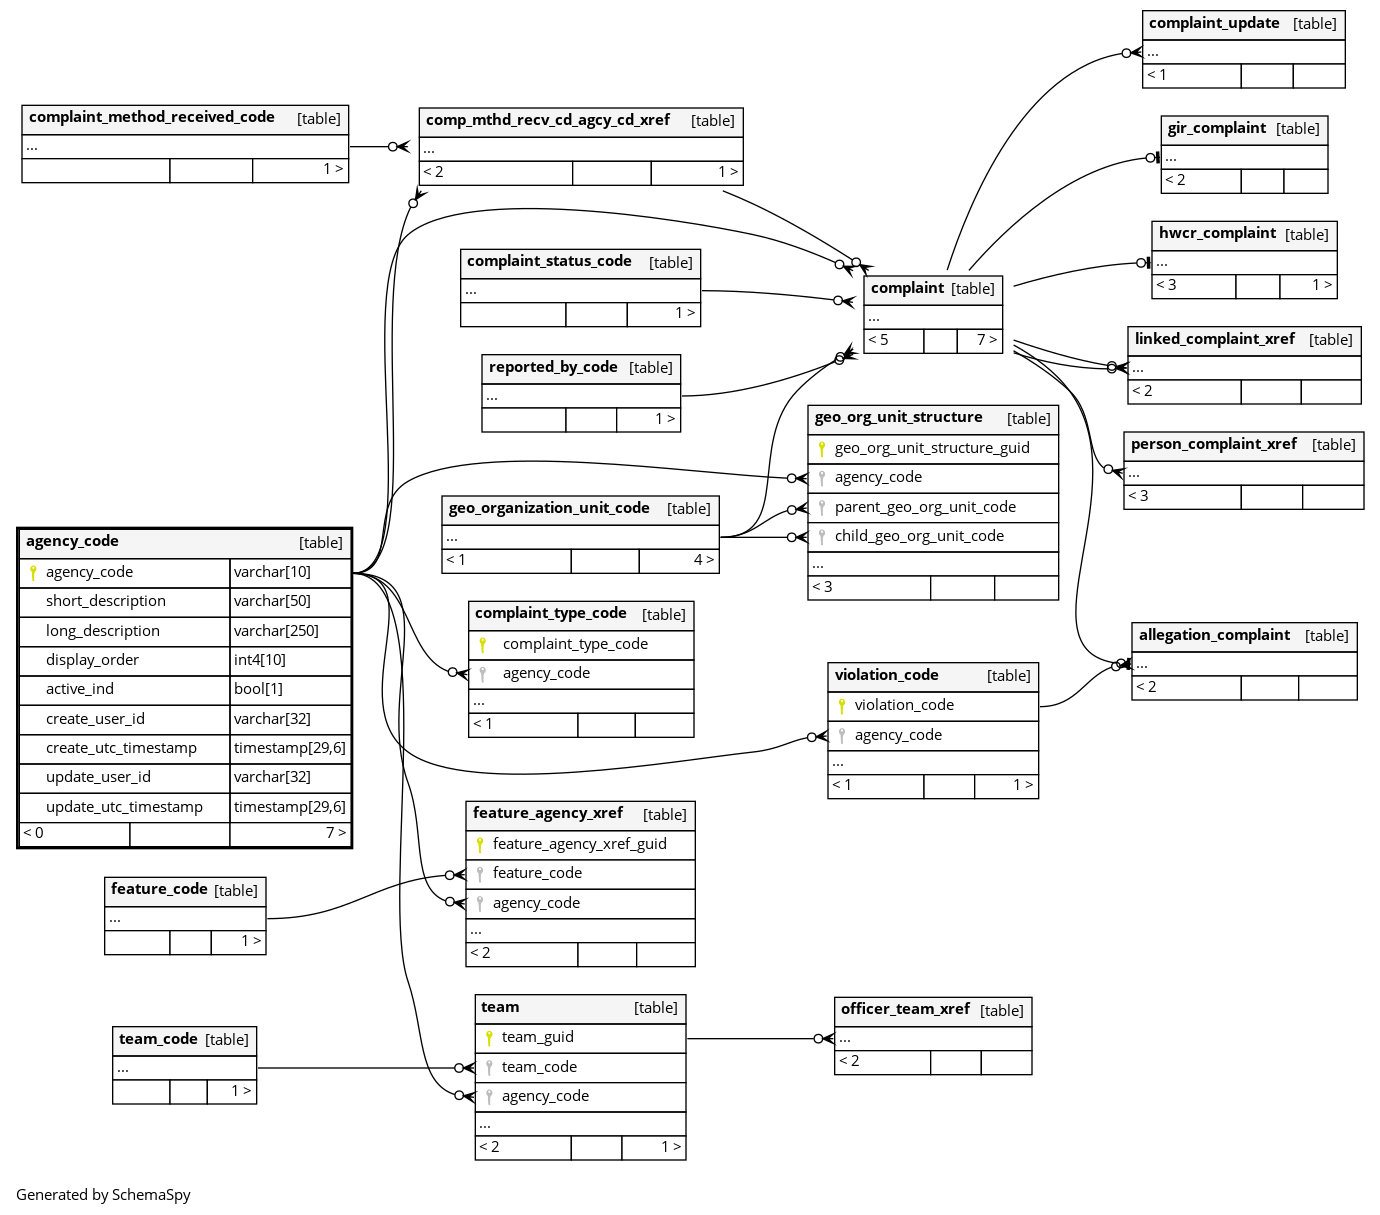 complaint_update [table]
...
< 1
complaint_method_received_code [table]
...
1 >
comp_mthd_recv_cd_agcy_cd_xref [table]
...
< 2 1 >
gir_complaint [table]
...
< 2
hwcr_complaint [table]
...
< 3 1 >
complaint_status_code [table]
...
1 >
complaint [table]
...
< 5 7 >
linked_complaint_xref [table]
...
< 2
reported_by_code [table]
...
1 >
geo_org_unit_structure [table]
geo_org_unit_structure_guid
agency_code
parent_geo_org_unit_code
child_geo_org_unit_code
...
< 3
person_complaint_xref [table]
...
< 3
geo_organization_unit_code [table]
...
< 1 4 >
agency_code [table]
agency_code varchar[10]
short_description varchar[50]
long_description varchar[250]
display_order int4[10]
active_ind bool[1]
create_user_id varchar[32]
create_utc_timestamp timestamp[29,6]
update_user_id varchar[32]
update_utc_timestamp timestamp[29,6]
< 0 7 >
complaint_type_code [table]
complaint_type_code
agency_code
...
< 1
allegation_complaint [table]
...
< 2
violation_code [table]
violation_code
agency_code
...
< 1 1 >
feature_agency_xref [table]
feature_agency_xref_guid
feature_code
agency_code
...
< 2
feature_code [table]
...
1 >
team [table]
team_guid
team_code
agency_code
...
< 2 1 >
officer_team_xref [table]
...
< 2
team_code [table]
...
1 >
Generated by SchemaSpy